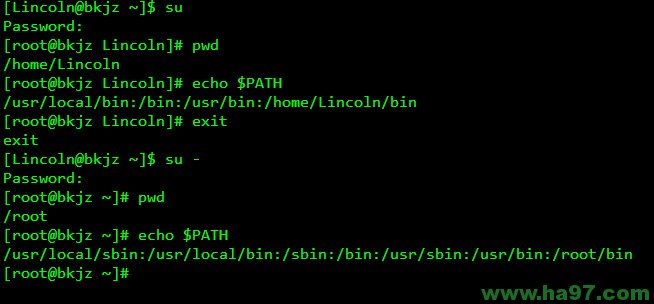 [Lincoln@bkjz ~]$ su
Password:
[root@bkjz Lincoln]# pwd
/home/Lincoln
[root@bkjz Lincoln]# echo $PATH
/usr/local/bin:/bin:/usr/bin:/home/Lincoln/bin
[root@bkjz Lincoln]# exit
exit
[Lincoln@bkjz ~]$ su -
Password:
[root@bkjz ~]# pwd
/root
[root@bkjz ~]# echo $PATH
/usr/local/sbin:/usr/local/bin:/sbin:/bin:/usr/sbin:/usr/bin:/root/bin
[root@bkjz ~]#
www.ha97.com